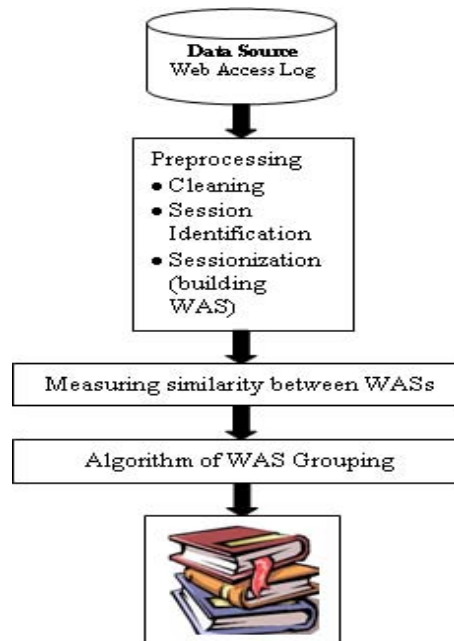 Data Source
Web Access Log
Preprocessing
● Cleaning
● Session
Identification
● Sessionization
(building
WAS)
Measuring similarity between WASs
Algorithm of WAS Grouping